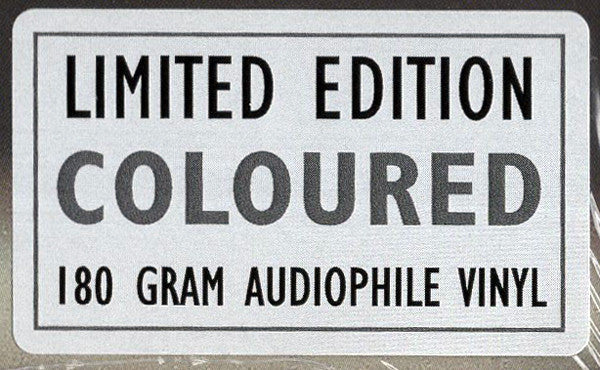 LIMITED EDITION
COLOURED
180 GRAM AUDIOPHILE VINYL